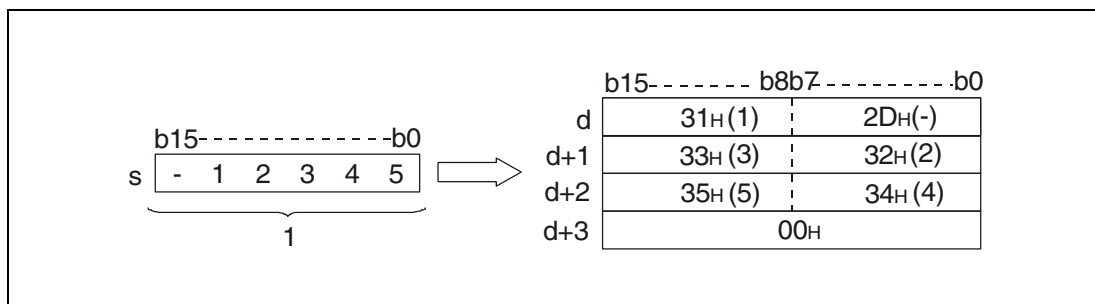 b15------------b0
s - 1 2 3 4 5
1
b15------- b8b7-----------b0
d 31H (1) 2DH(-)
d+1 33H (3) 32H (2)
d+2 35H (5) 34H (4)
d+3 00H